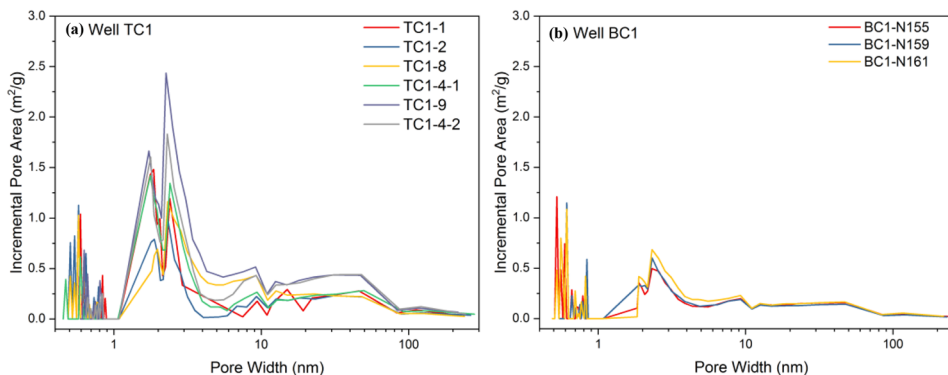 (a) Well TC1
TC1-1
TC1-2
TC1-8
TC1-4-1
TC1-9
TC1-4-2
Incremental Pore Area (m²/g)
3.0
2.5
2.0
1.5
1.0
0.5
0.0
1 10 100
Pore Width (nm)
(b) Well BC1
BC1-N155
BC1-N159
BC1-N161
Incremental Pore Area (m²/g)
3.0
2.5
2.0
1.5
1.0
0.5
0.0
1 10 100
Pore Width (nm)